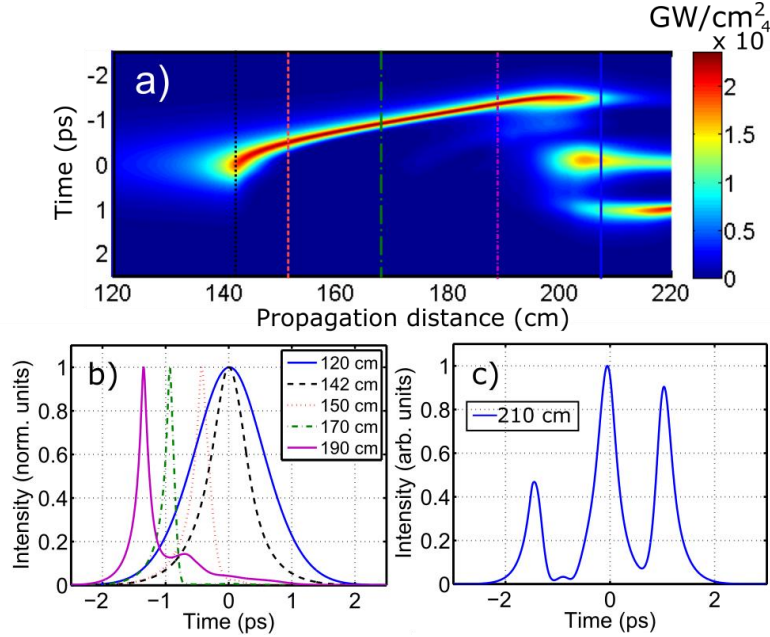 GW/cm²
x 10⁴
a)
-2
-1
0
1
2
Time (ps)
120 140 160 180 200 220
Propagation distance (cm)
2
1.5
1
0.5
0
b)
1
0.8
0.6
0.4
0.2
0
Intensity (norm. units)
120 cm
142 cm
150 cm
170 cm
190 cm
-2 -1 0 1 2
Time (ps)
c)
1
0.8
0.6
0.4
0.2
0
Intensity (arb. units)
210 cm
-2 0 2
Time (ps)